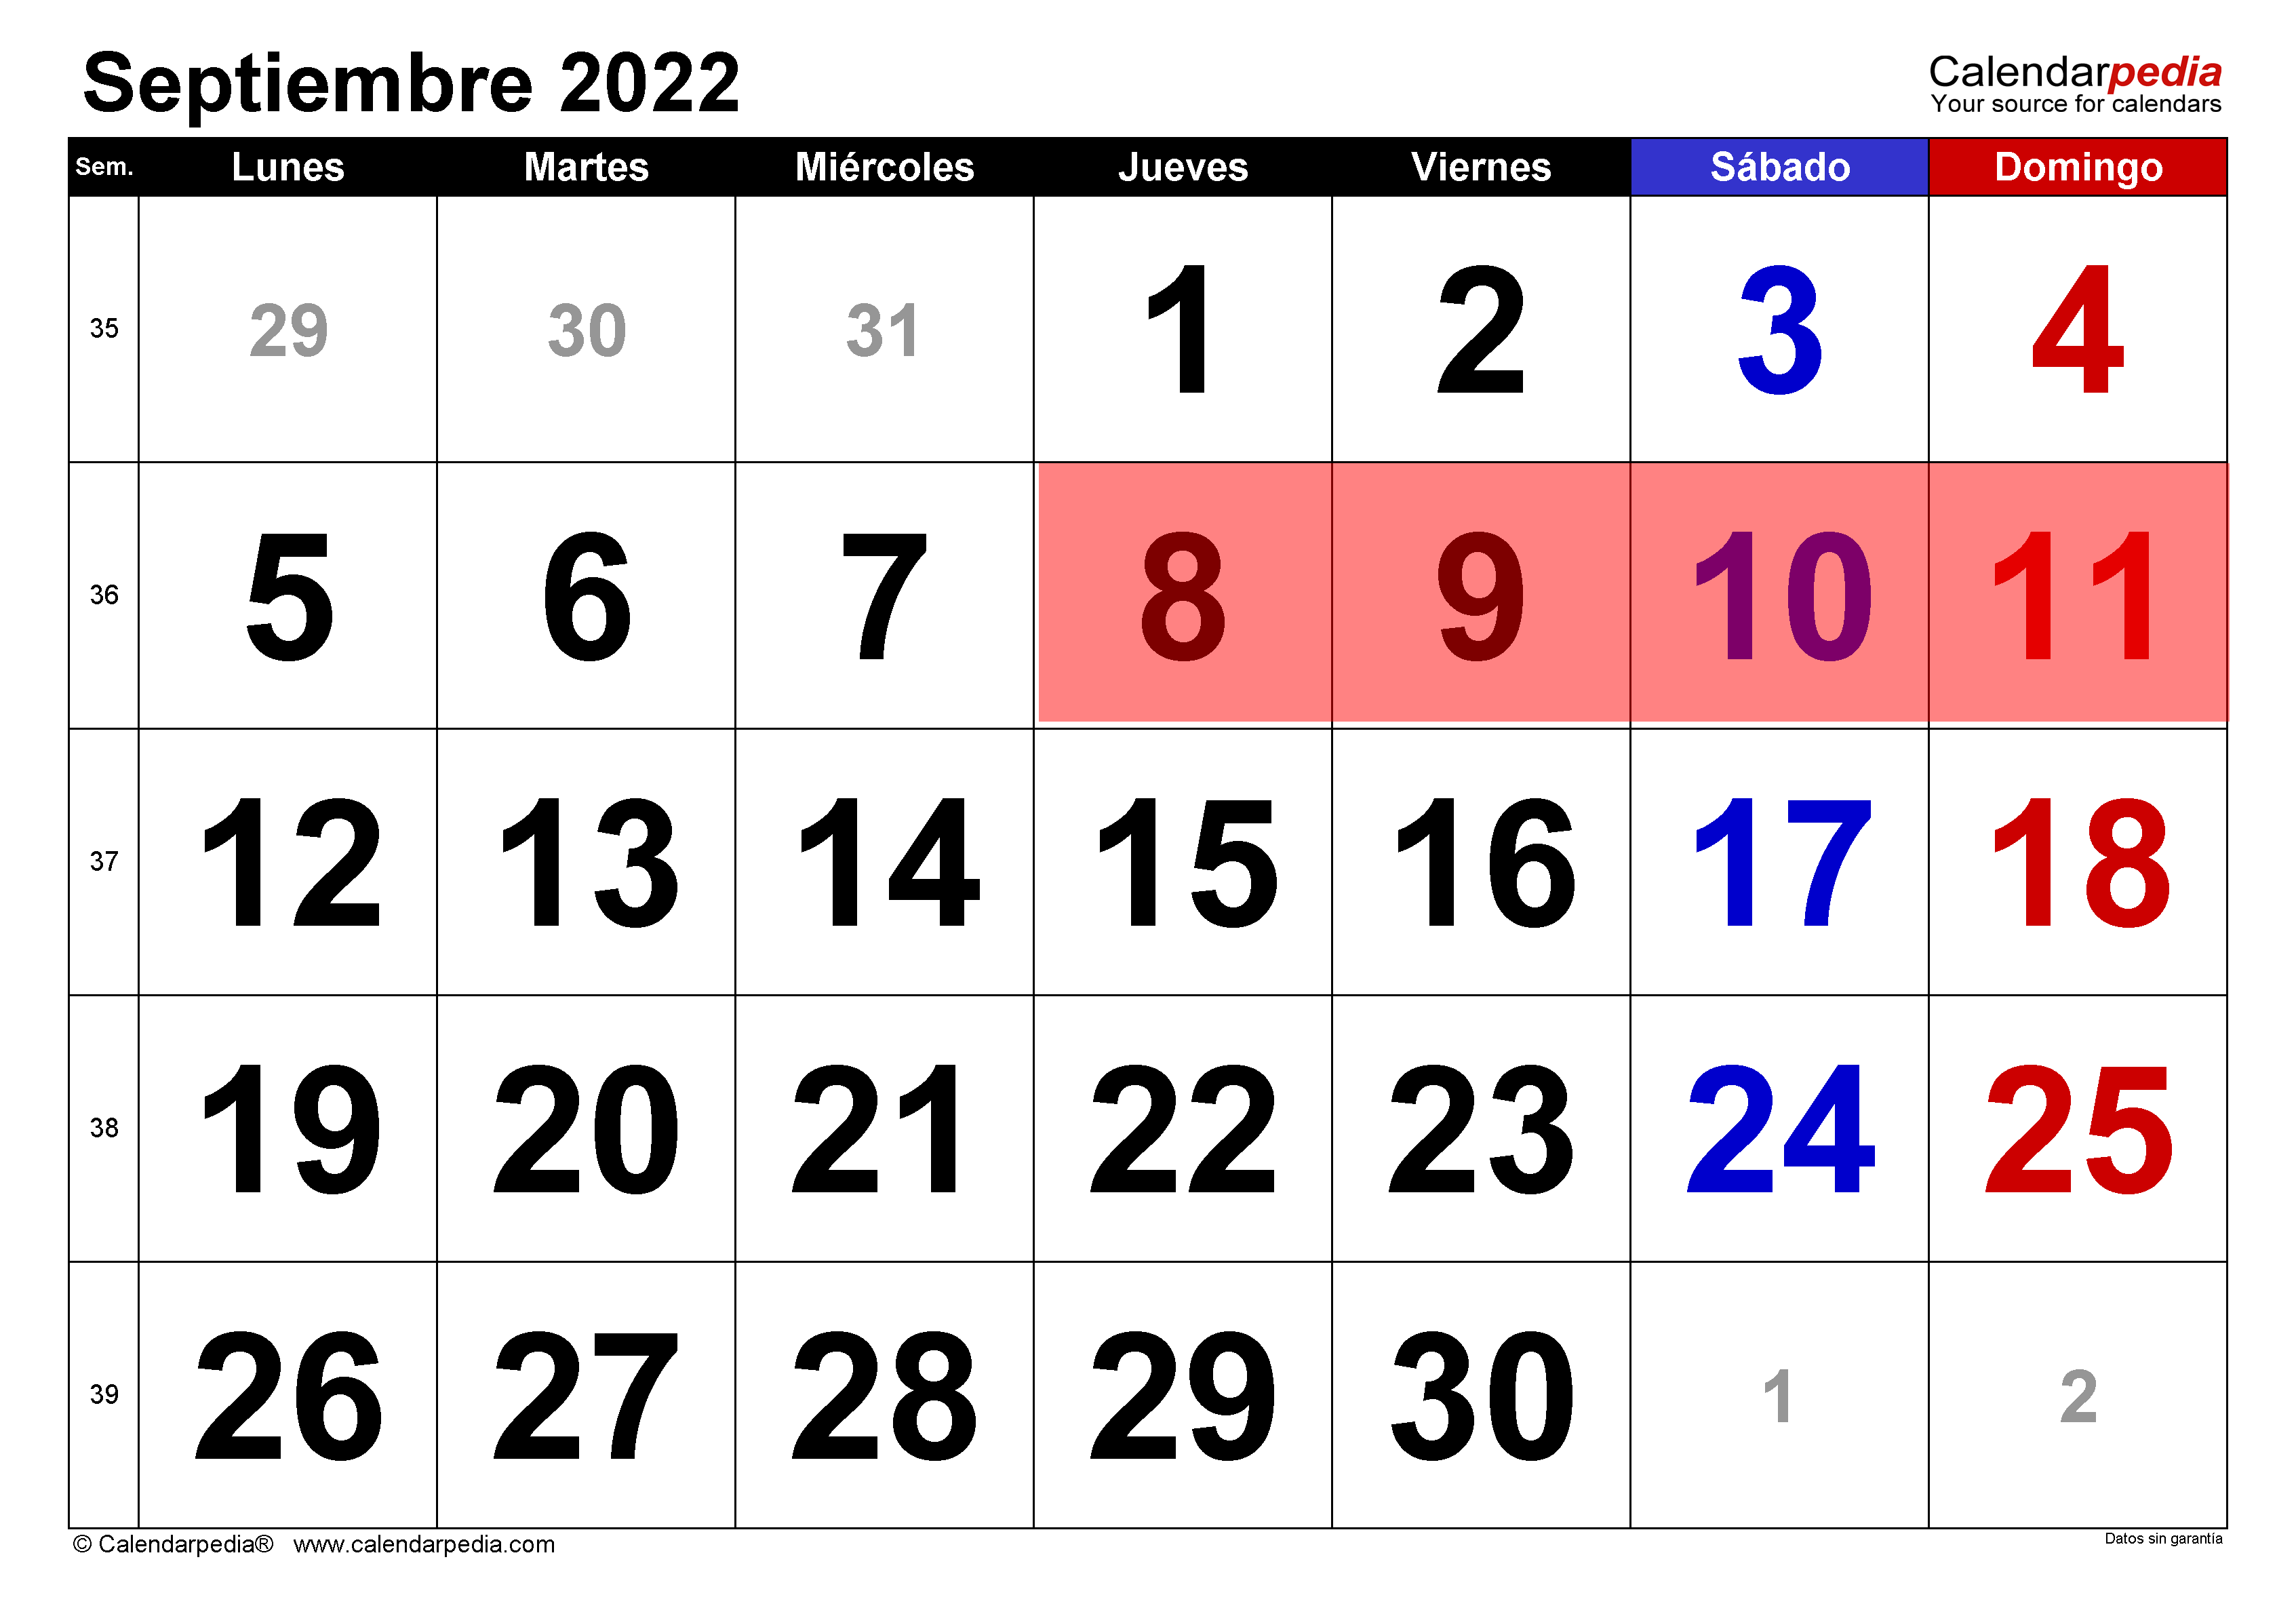 Septiembre 2022
Calendarpedia
Your source for calendars
Sem. Lunes Martes Miércoles Jueves Viernes Sábado Domingo
35 29 30 31 1 2 3 4
36 5 6 7 8 9 10 11
37 12 13 14 15 16 17 18
38 19 20 21 22 23 24 25
39 26 27 28 29 30 1 2
© Calendarpedia® www.calendarpedia.com Datos sin garantía